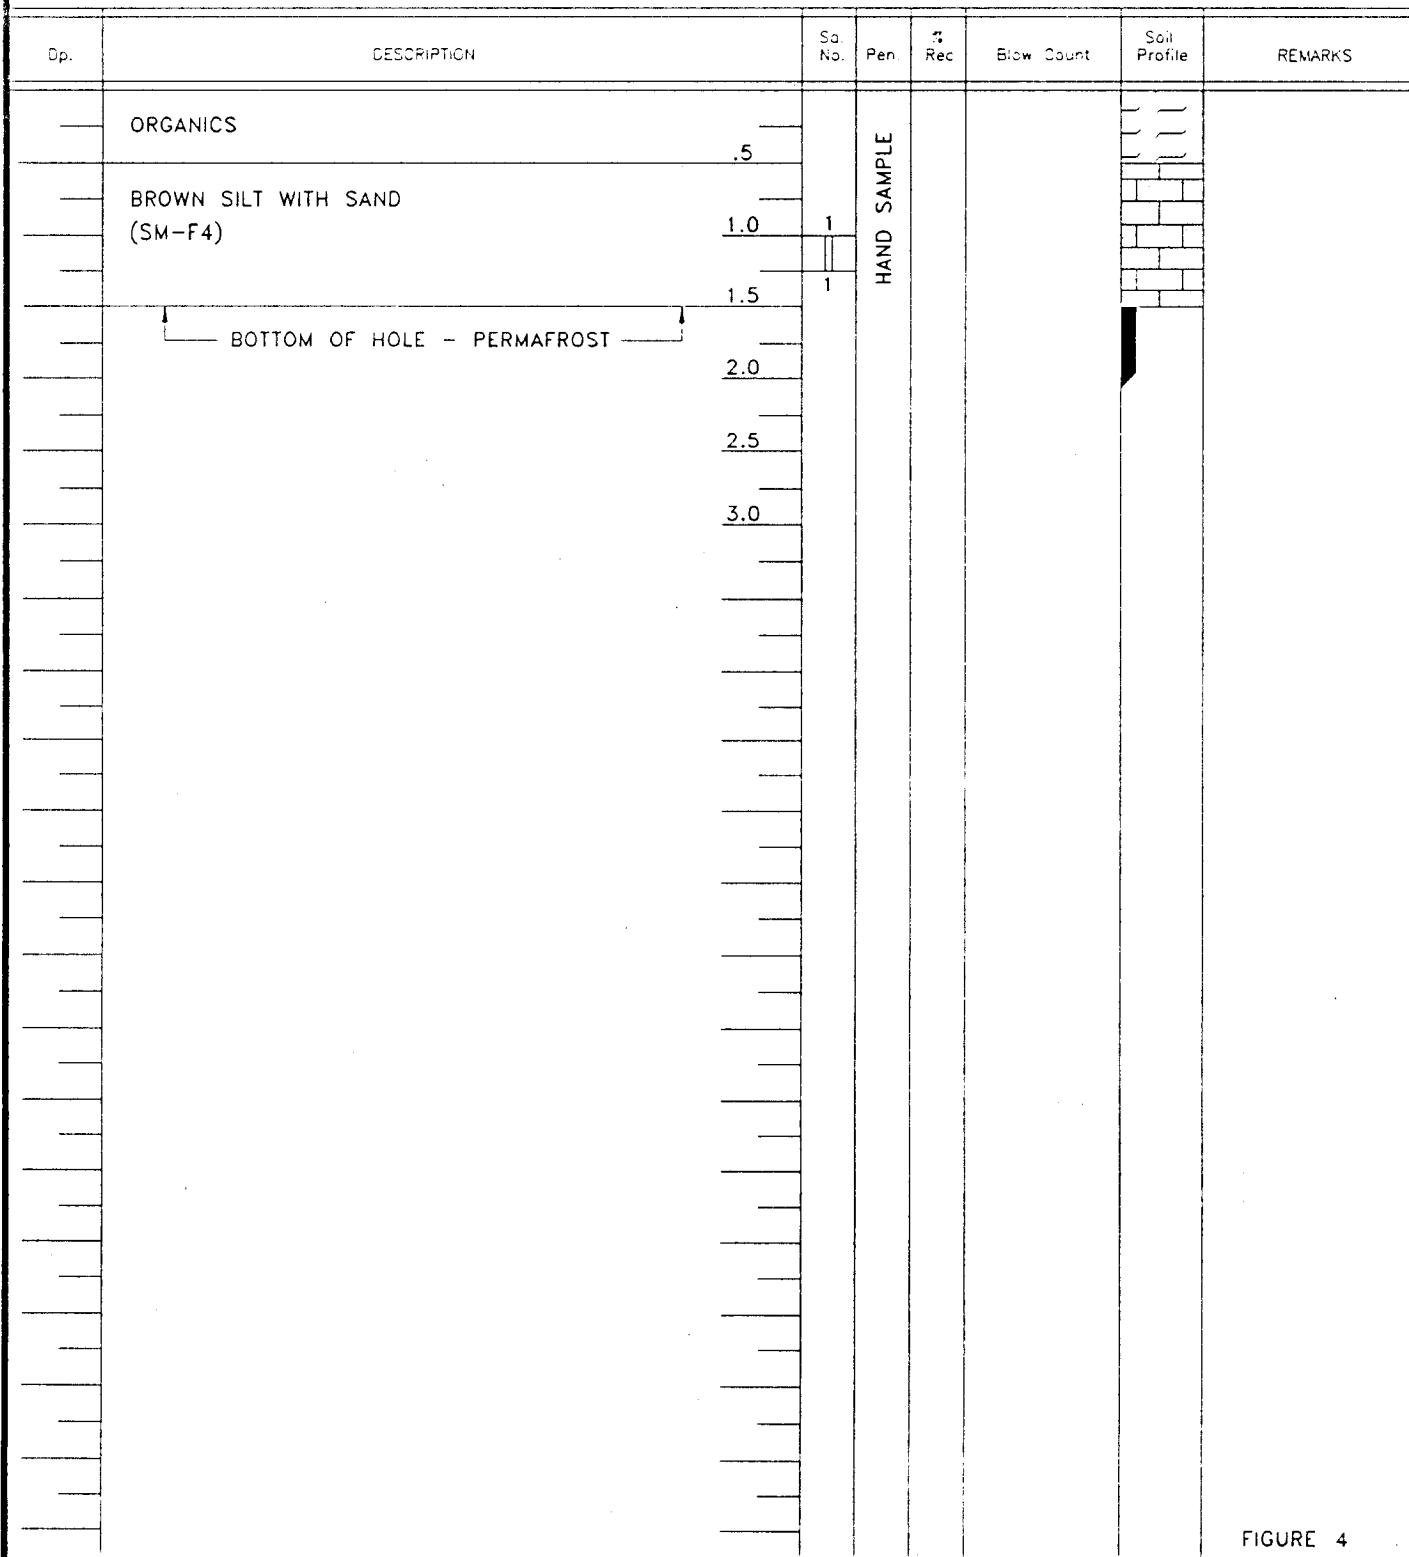 Dp. DESCRIPTION Sa. No. Pen. % Rec Blow Count Soil Profile REMARKS
ORGANICS
.5
HAND SAMPLE
BROWN SILT WITH SAND
(SM-F4)
1.0 1
1
1.5
BOTTOM OF HOLE - PERMAFROST
2.0
2.5
3.0
FIGURE 4